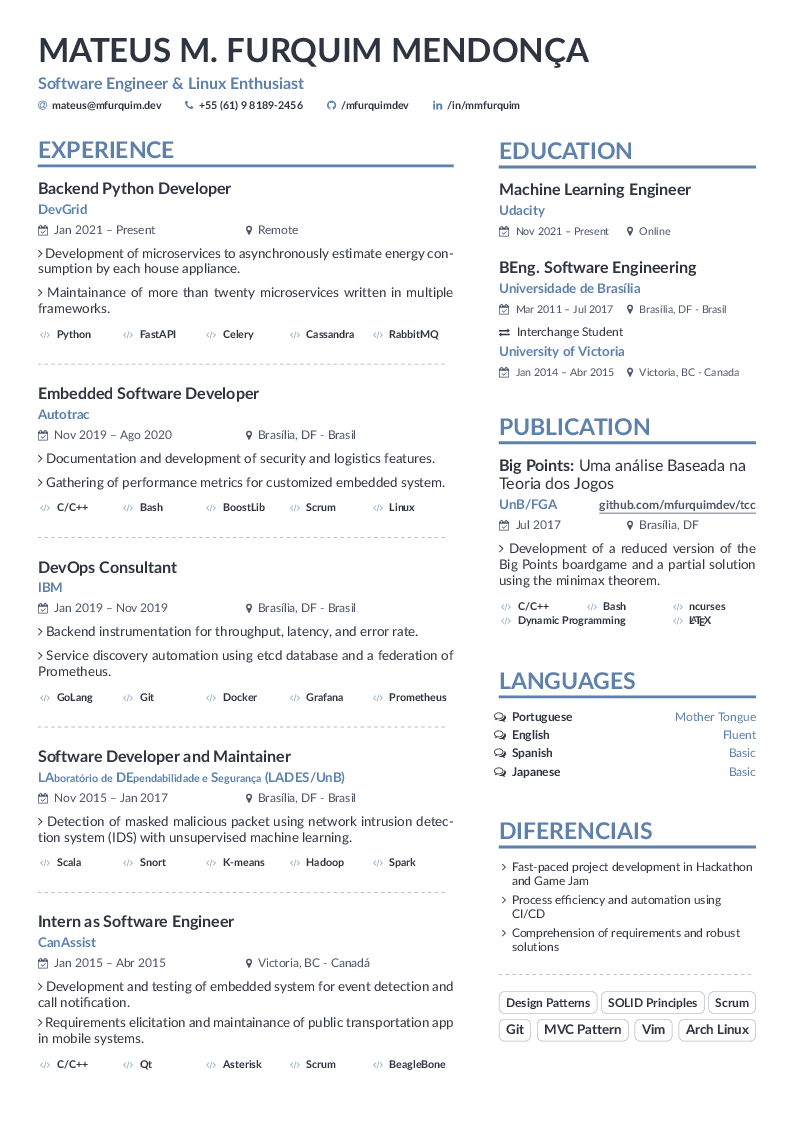 MATEUS M. FURQUIM MENDONÇA
Software Engineer & Linux Enthusiast
mateus@mfurquim.dev +55 (61) 9 8189-2456 /mfurquimdev /in/mmfurquim
EXPERIENCE
Backend Python Developer
DevGrid
Jan 2021 – Present Remote
Development of microservices to asynchronously estimate energy con-
sumption by each house appliance.
Maintainance of more than twenty microservices written in multiple
frameworks.
Python FastAPI Celery Cassandra RabbitMQ
Embedded Software Developer
Autotrac
Nov 2019 – Ago 2020 Brasília, DF - Brasil
Documentation and development of security and logistics features.
Gathering of performance metrics for customized embedded system.
C/C++ Bash BoostLib Scrum Linux
DevOps Consultant
IBM
Jan 2019 – Nov 2019 Brasília, DF - Brasil
Backend instrumentation for throughput, latency, and error rate.
Service discovery automation using etcd database and a federation of
Prometheus.
GoLang Git Docker Grafana Prometheus
Software Developer and Maintainer
LAboratório de DEpendabilidade e Segurança (LADES/UnB)
Nov 2015 – Jan 2017 Brasília, DF - Brasil
Detection of masked malicious packet using network intrusion detec-
tion system (IDS) with unsupervised machine learning.
Scala Snort K-means Hadoop Spark
Intern as Software Engineer
CanAssist
Jan 2015 – Abr 2015 Victoria, BC - Canadá
Development and testing of embedded system for event detection and
call notification.
Requirements elicitation and maintainance of public transportation app
in mobile systems.
C/C++ Qt Asterisk Scrum BeagleBone
EDUCATION
Machine Learning Engineer
Udacity
Nov 2021 – Present Online
BEng. Software Engineering
Universidade de Brasília
Mar 2011 – Jul 2017 Brasília, DF - Brasil
Interchange Student
University of Victoria
Jan 2014 – Abr 2015 Victoria, BC - Canada
PUBLICATION
Big Points: Uma análise Baseada na
Teoria dos Jogos
UnB/FGA github.com/mfurquimdev/tcc
Jul 2017 Brasília, DF
Development of a reduced version of the
Big Points boardgame and a partial solution
using the minimax theorem.
C/C++ Bash ncurses
Dynamic Programming LATEX
LANGUAGES
Portuguese Mother Tongue
English Fluent
Spanish Basic
Japanese Basic
DIFERENCIAIS
Fast-paced project development in Hackathon
and Game Jam
Process efficiency and automation using
CI/CD
Comprehension of requirements and robust
solutions
Design Patterns SOLID Principles Scrum
Git MVC Pattern Vim Arch Linux